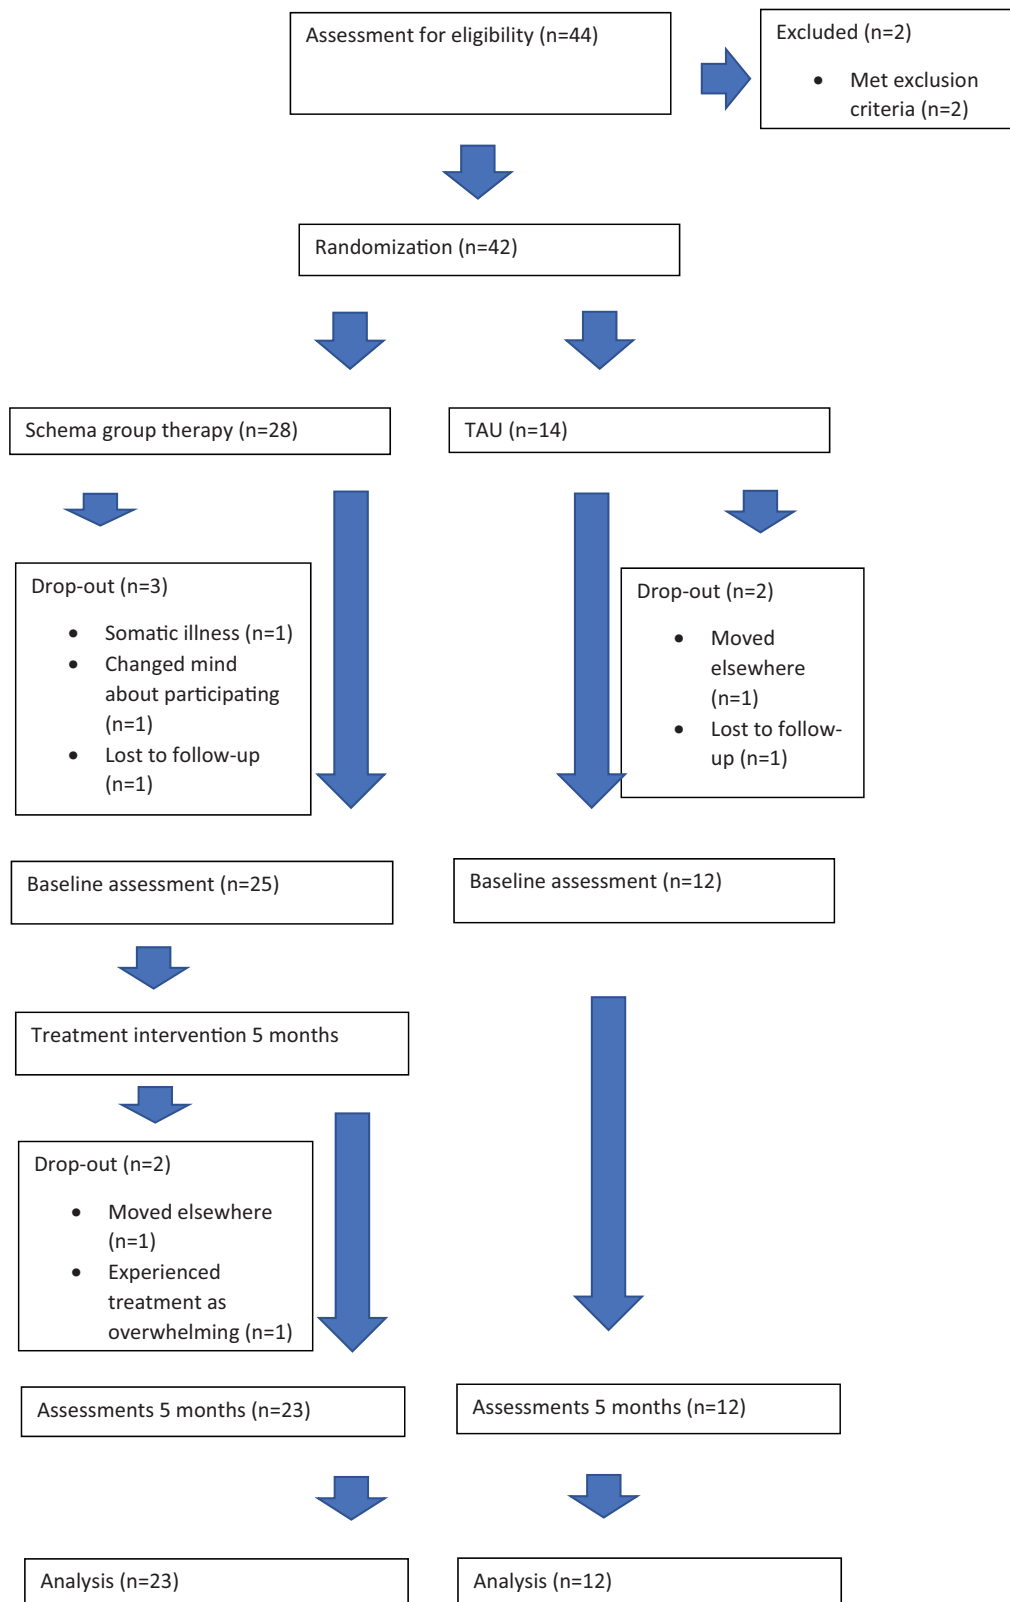 Assessment for eligibility (n=44)
Excluded (n=2)
• Met exclusion
criteria (n=2)
Randomization (n=42)
Schema group therapy (n=28)
TAU (n=14)
Drop-out (n=3)
• Somatic illness (n=1)
• Changed mind
about participating
(n=1)
• Lost to follow-up
(n=1)
Drop-out (n=2)
• Moved
elsewhere
(n=1)
• Lost to follow-
up (n=1)
Baseline assessment (n=25)
Baseline assessment (n=12)
Treatment intervention 5 months
Drop-out (n=2)
• Moved elsewhere
(n=1)
• Experienced
treatment as
overwhelming (n=1)
Assessments 5 months (n=23)
Assessments 5 months (n=12)
Analysis (n=23)
Analysis (n=12)